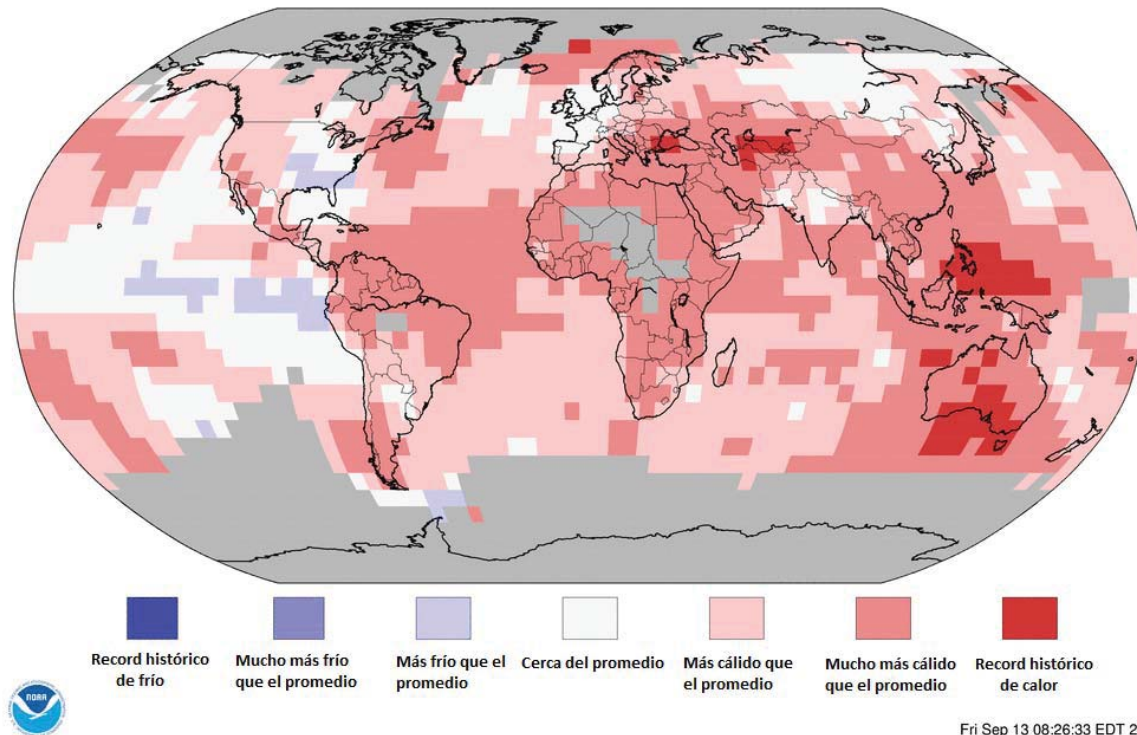 Record histórico
de frío
Mucho más frío
que el promedio
Más frío que el
promedio
Cerca del promedio
Más cálido que
el promedio
Mucho más cálido
que el promedio
Record histórico
de calor
NOAA
Fri Sep 13 08:26:33 EDT 2